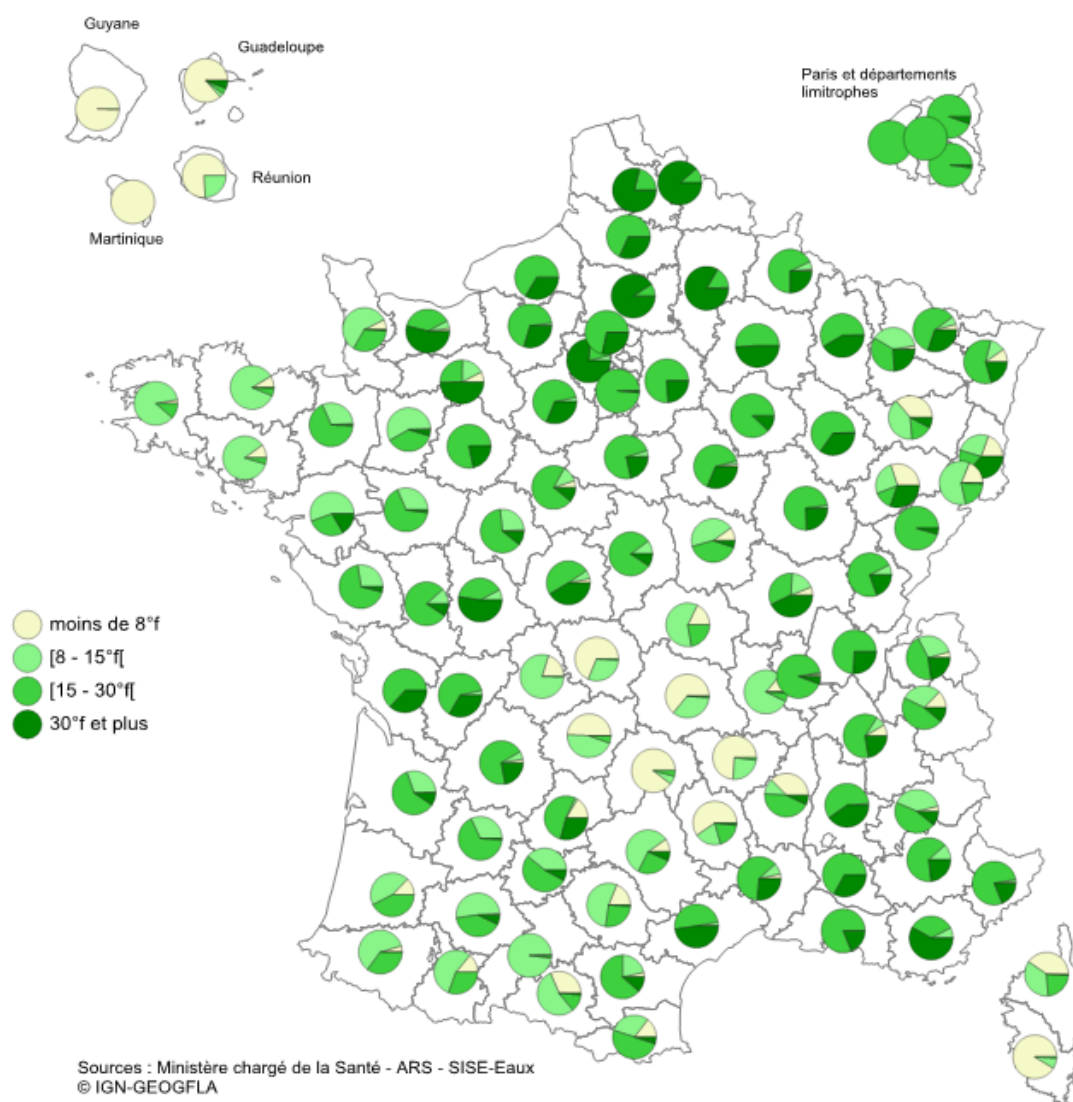 Guyane
Guadeloupe
Paris et départements
limitrophes
Réunion
Martinique
moins de 8°f
[8 - 15°f[
[15 - 30°f[
30°f et plus
Sources : Ministère chargé de la Santé - ARS - SISE-Eaux
© IGN-GEOGFLA